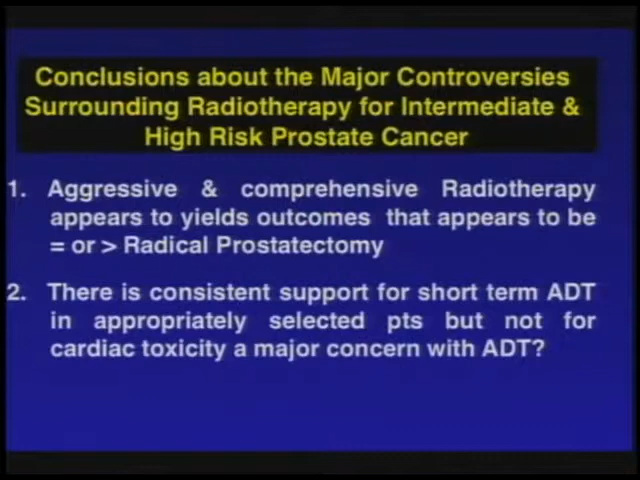 Conclusions about the Major Controversies
Surrounding Radiotherapy for Intermediate &
High Risk Prostate Cancer
1. Aggressive & comprehensive Radiotherapy
appears to yields outcomes that appears to be
= or > Radical Prostatectomy
2. There is consistent support for short term ADT
in appropriately selected pts but not for
cardiac toxicity a major concern with ADT?